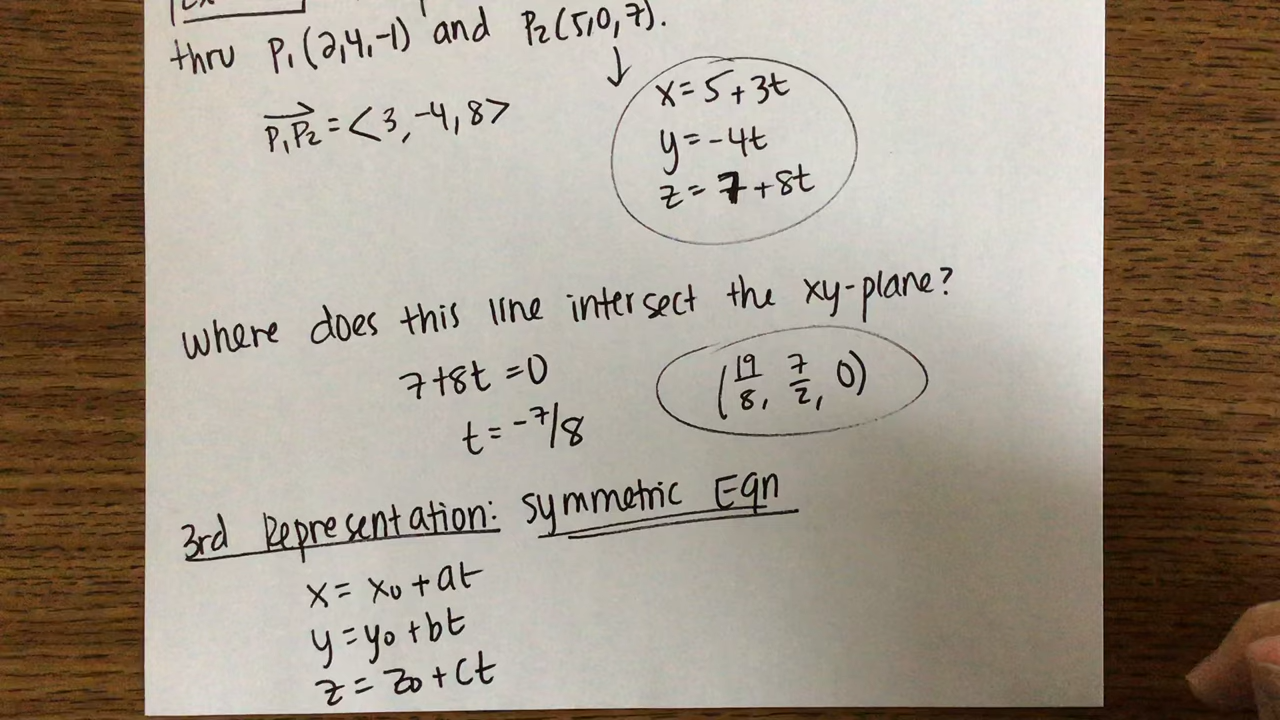 Ex
thru P₁(2,4,-1) and P₂(5,0,7).
↓
P₁P₂ = <3,-4,8>
x = 5+3t
y = -4t
z = 7+8t
where does this line intersect the xy-plane?
7+8t = 0
t = -7/8
(19/8, 7/2, 0)
3rd Representation: Symmetric Eqn
x = x₀ + at
y = y₀ + bt
z = z₀ + ct